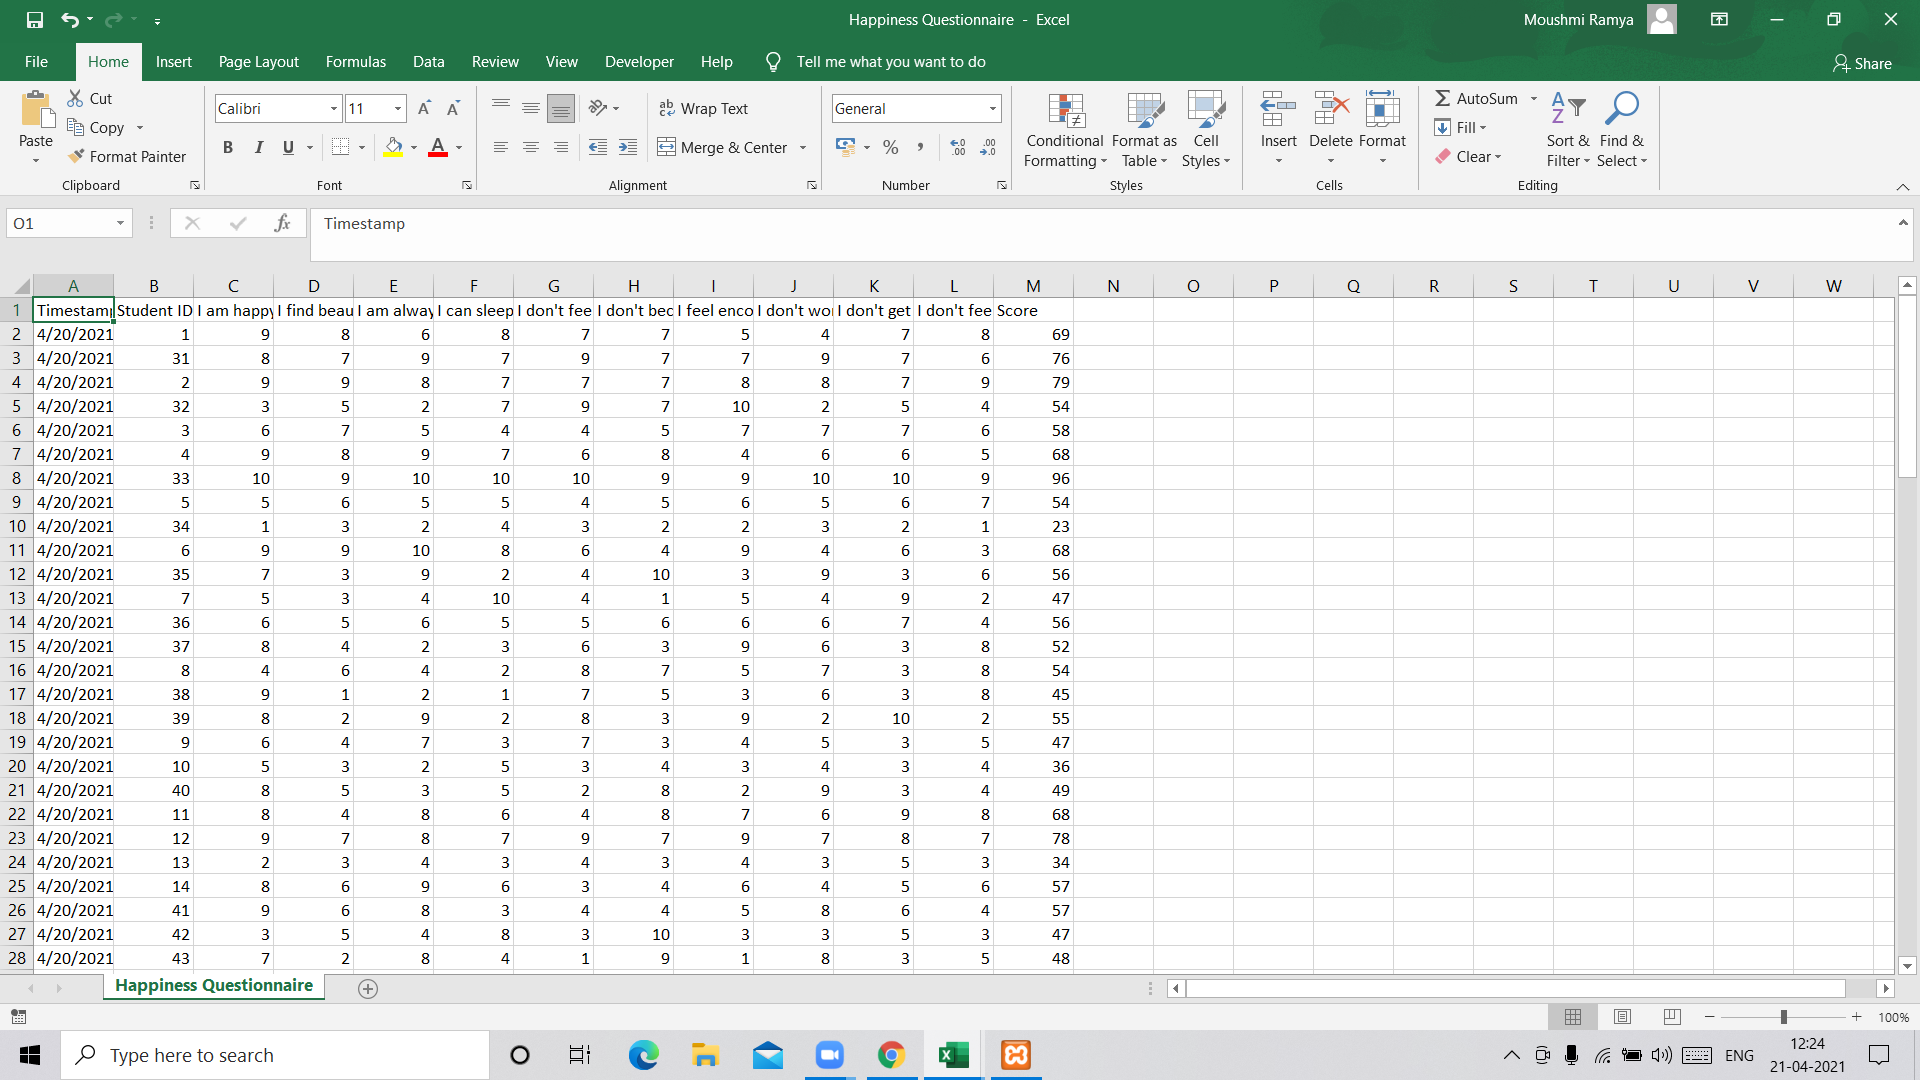 Happiness Questionnaire - Excel
Moushmi Ramya
File Home Insert Page Layout Formulas Data Review View Developer Help Tell me what you want to do
Share
Paste
Cut
Copy
Format Painter
Clipboard
Calibri 11
B I U A
Font
Wrap Text
Merge & Center
Alignment
General
% ,
Number
Conditional Formatting
Format as Table
Cell Styles
Styles
Insert Delete Format
Cells
AutoSum
Fill
Clear
Sort & Filter
Find & Select
Editing
O1 fx Timestamp
A B C D E F G H I J K L M N O P Q R S T U V W
1 Timestam Student ID I am happy I find beau I am alway I can sleep I don't fee I don't bec I feel enco I don't wo I don't get I don't fee Score
2 4/20/2021 1 9 8 6 8 7 7 5 4 7 8 69
3 4/20/2021 31 8 7 9 7 9 7 7 9 7 6 76
4 4/20/2021 2 9 9 8 7 7 7 8 8 7 9 79
5 4/20/2021 32 3 5 2 7 9 7 10 2 5 4 54
6 4/20/2021 3 6 7 5 4 4 5 7 7 7 6 58
7 4/20/2021 4 9 8 9 7 6 8 4 6 6 5 68
8 4/20/2021 33 10 9 10 10 10 9 9 10 10 9 96
9 4/20/2021 5 5 6 5 5 4 5 6 5 6 7 54
10 4/20/2021 34 1 3 2 4 3 2 2 3 2 1 23
11 4/20/2021 6 9 9 10 8 6 4 9 4 6 3 68
12 4/20/2021 35 7 3 9 2 4 10 3 9 3 6 56
13 4/20/2021 7 5 3 4 10 4 1 5 4 9 2 47
14 4/20/2021 36 6 5 6 5 5 6 6 6 7 4 56
15 4/20/2021 37 8 4 2 3 6 3 9 6 3 8 52
16 4/20/2021 8 4 6 4 2 8 7 5 7 3 8 54
17 4/20/2021 38 9 1 2 1 7 5 3 6 3 8 45
18 4/20/2021 39 8 2 9 2 8 3 9 2 10 2 55
19 4/20/2021 9 6 4 7 3 7 3 4 5 3 5 47
20 4/20/2021 10 5 3 2 5 3 4 3 4 3 4 36
21 4/20/2021 40 8 5 3 5 2 8 2 9 3 4 49
22 4/20/2021 11 8 4 8 6 4 8 7 6 9 8 68
23 4/20/2021 12 9 7 8 7 9 7 9 7 8 7 78
24 4/20/2021 13 2 3 4 3 4 3 4 3 5 3 34
25 4/20/2021 14 8 6 9 6 3 4 6 4 5 6 57
26 4/20/2021 41 9 6 8 3 4 4 5 8 6 4 57
27 4/20/2021 42 3 5 4 8 3 10 3 3 5 3 47
28 4/20/2021 43 7 2 8 4 1 9 1 8 3 5 48
Happiness Questionnaire
100%
Type here to search
ENG
12:24
21-04-2021